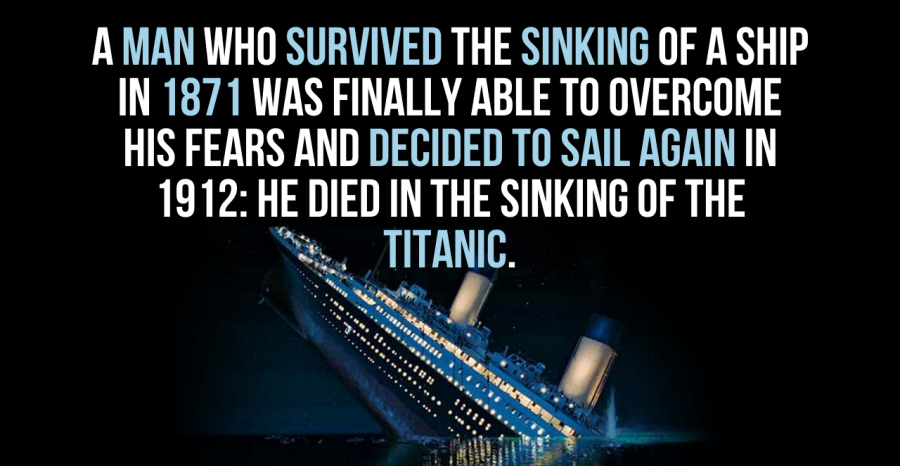 A MAN WHO SURVIVED THE SINKING OF A SHIP
IN 1871 WAS FINALLY ABLE TO OVERCOME
HIS FEARS AND DECIDED TO SAIL AGAIN IN
1912: HE DIED IN THE SINKING OF THE
TITANIC.